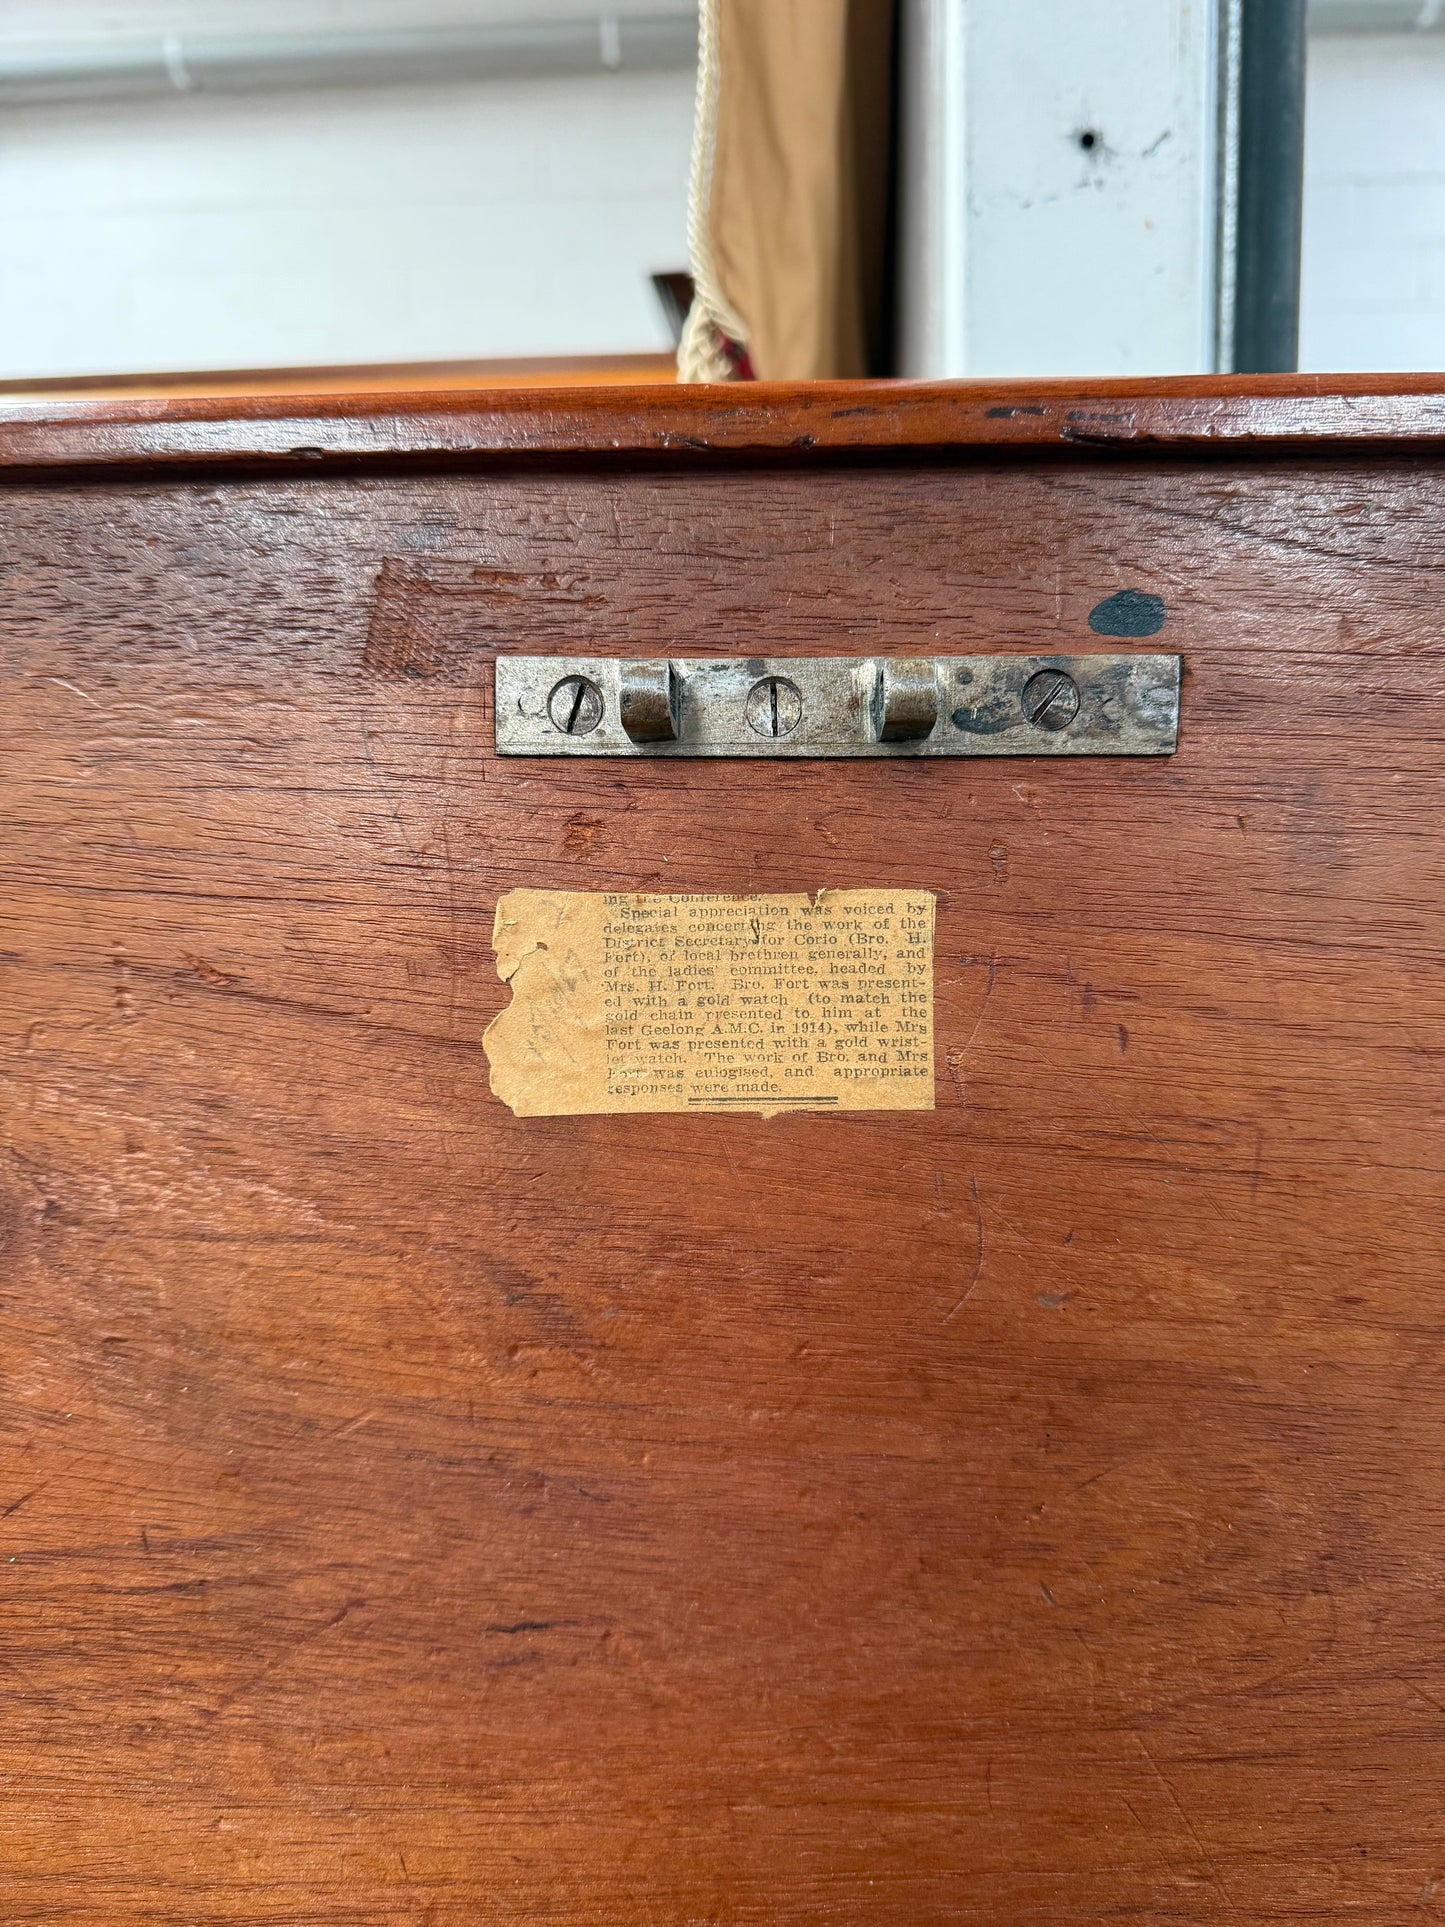 ing the Conference.
Special appreciation was voiced by
delegates concerning the work of the
District Secretary for Corio (Bro. H.
Fort), of local brethren generally, and
of the ladies' committee, headed by
Mrs. H. Fort. Bro. Fort was present-
ed with a gold watch (to match the
gold chain presented to him at the
last Geelong A.M.C. in 1914), while Mrs
Fort was presented with a gold wrist-
let watch. The work of Bro. and Mrs
Fort was eulogised, and appropriate
responses were made.